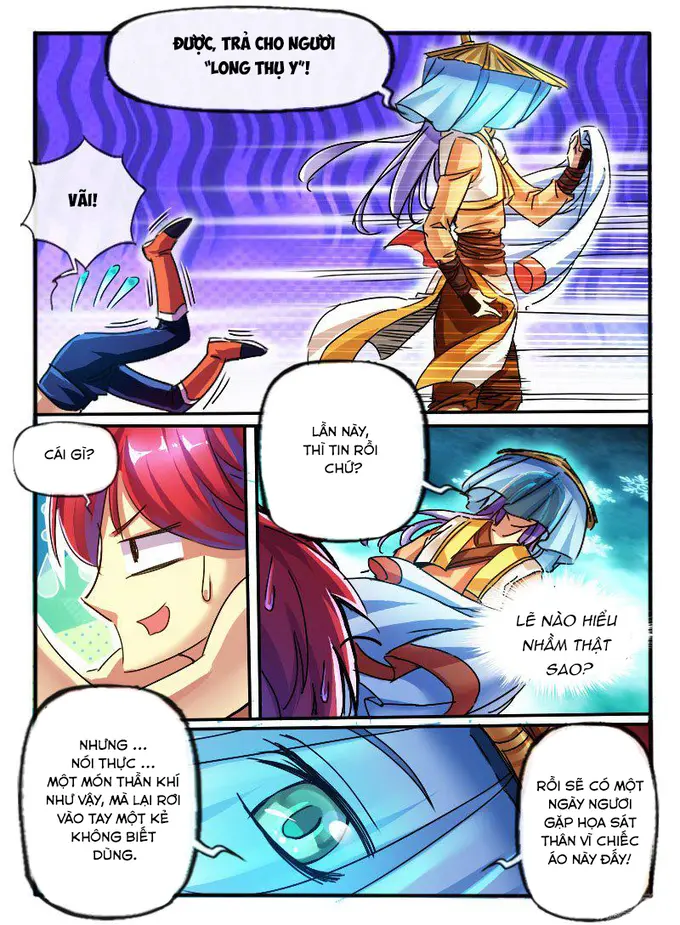 ĐƯỢC, TRẢ CHO NGƯƠI
"LONG THỤ Y"!
VÃI!
CÁI GÌ?
LẦN NÀY,
THÌ TIN RỒI
CHỨ?
LẼ NÀO HIỂU
NHẦM THẬT
SAO?
NHƯNG ...
NÓI THỰC ...
MỘT MÓN THẦN KHÍ
NHƯ VẬY, MÀ LẠI RƠI
VÀO TAY MỘT KẺ
KHÔNG BIẾT
DÙNG.
RỒI SẼ CÓ MỘT
NGÀY NGƯƠI
GẶP HỌA SÁT
THÂN VÌ CHIẾC
ÁO NÀY ĐẤY!